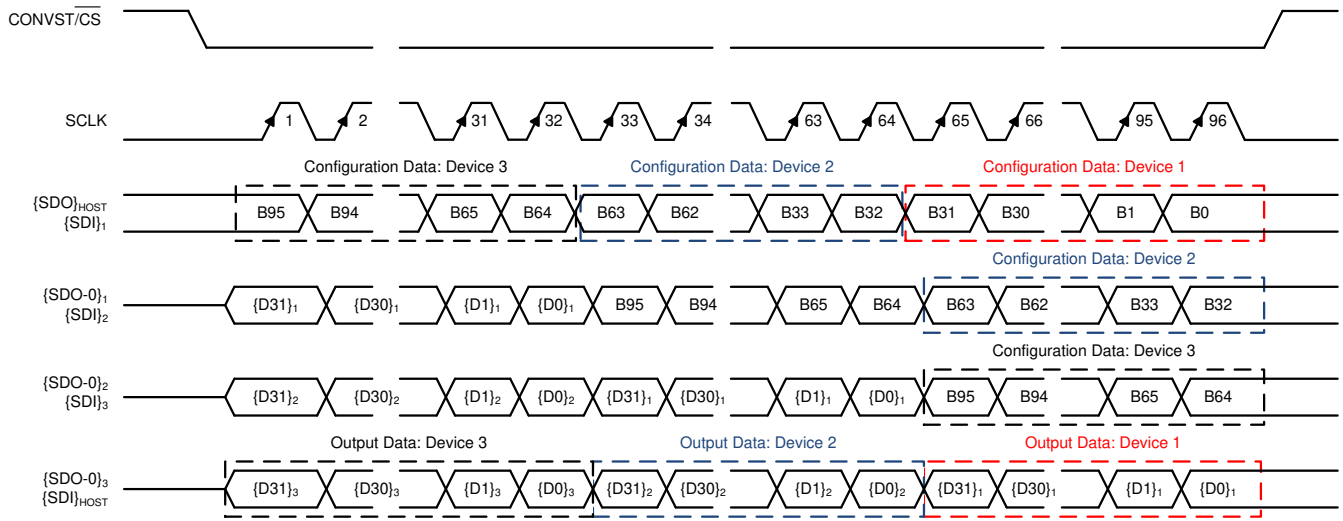 CONVST/CS
SCLK
1 2 31 32 33 34 63 64 65 66 95 96
Configuration Data: Device 3 Configuration Data: Device 2 Configuration Data: Device 1
{SDO}HOST
{SDI}1
B95 B94 B65 B64 B63 B62 B33 B32 B31 B30 B1 B0
Configuration Data: Device 2
{SDO-0}1
{SDI}2
{D31}1 {D30}1 {D1}1 {D0}1 B95 B94 B65 B64 B63 B62 B33 B32
Configuration Data: Device 3
{SDO-0}2
{SDI}3
{D31}2 {D30}2 {D1}2 {D0}2 {D31}1 {D30}1 {D1}1 {D0}1 B95 B94 B65 B64
Output Data: Device 3 Output Data: Device 2 Output Data: Device 1
{SDO-0}3
{SDI}HOST
{D31}3 {D30}3 {D1}3 {D0}3 {D31}2 {D30}2 {D1}2 {D0}2 {D31}1 {D30}1 {D1}1 {D0}1